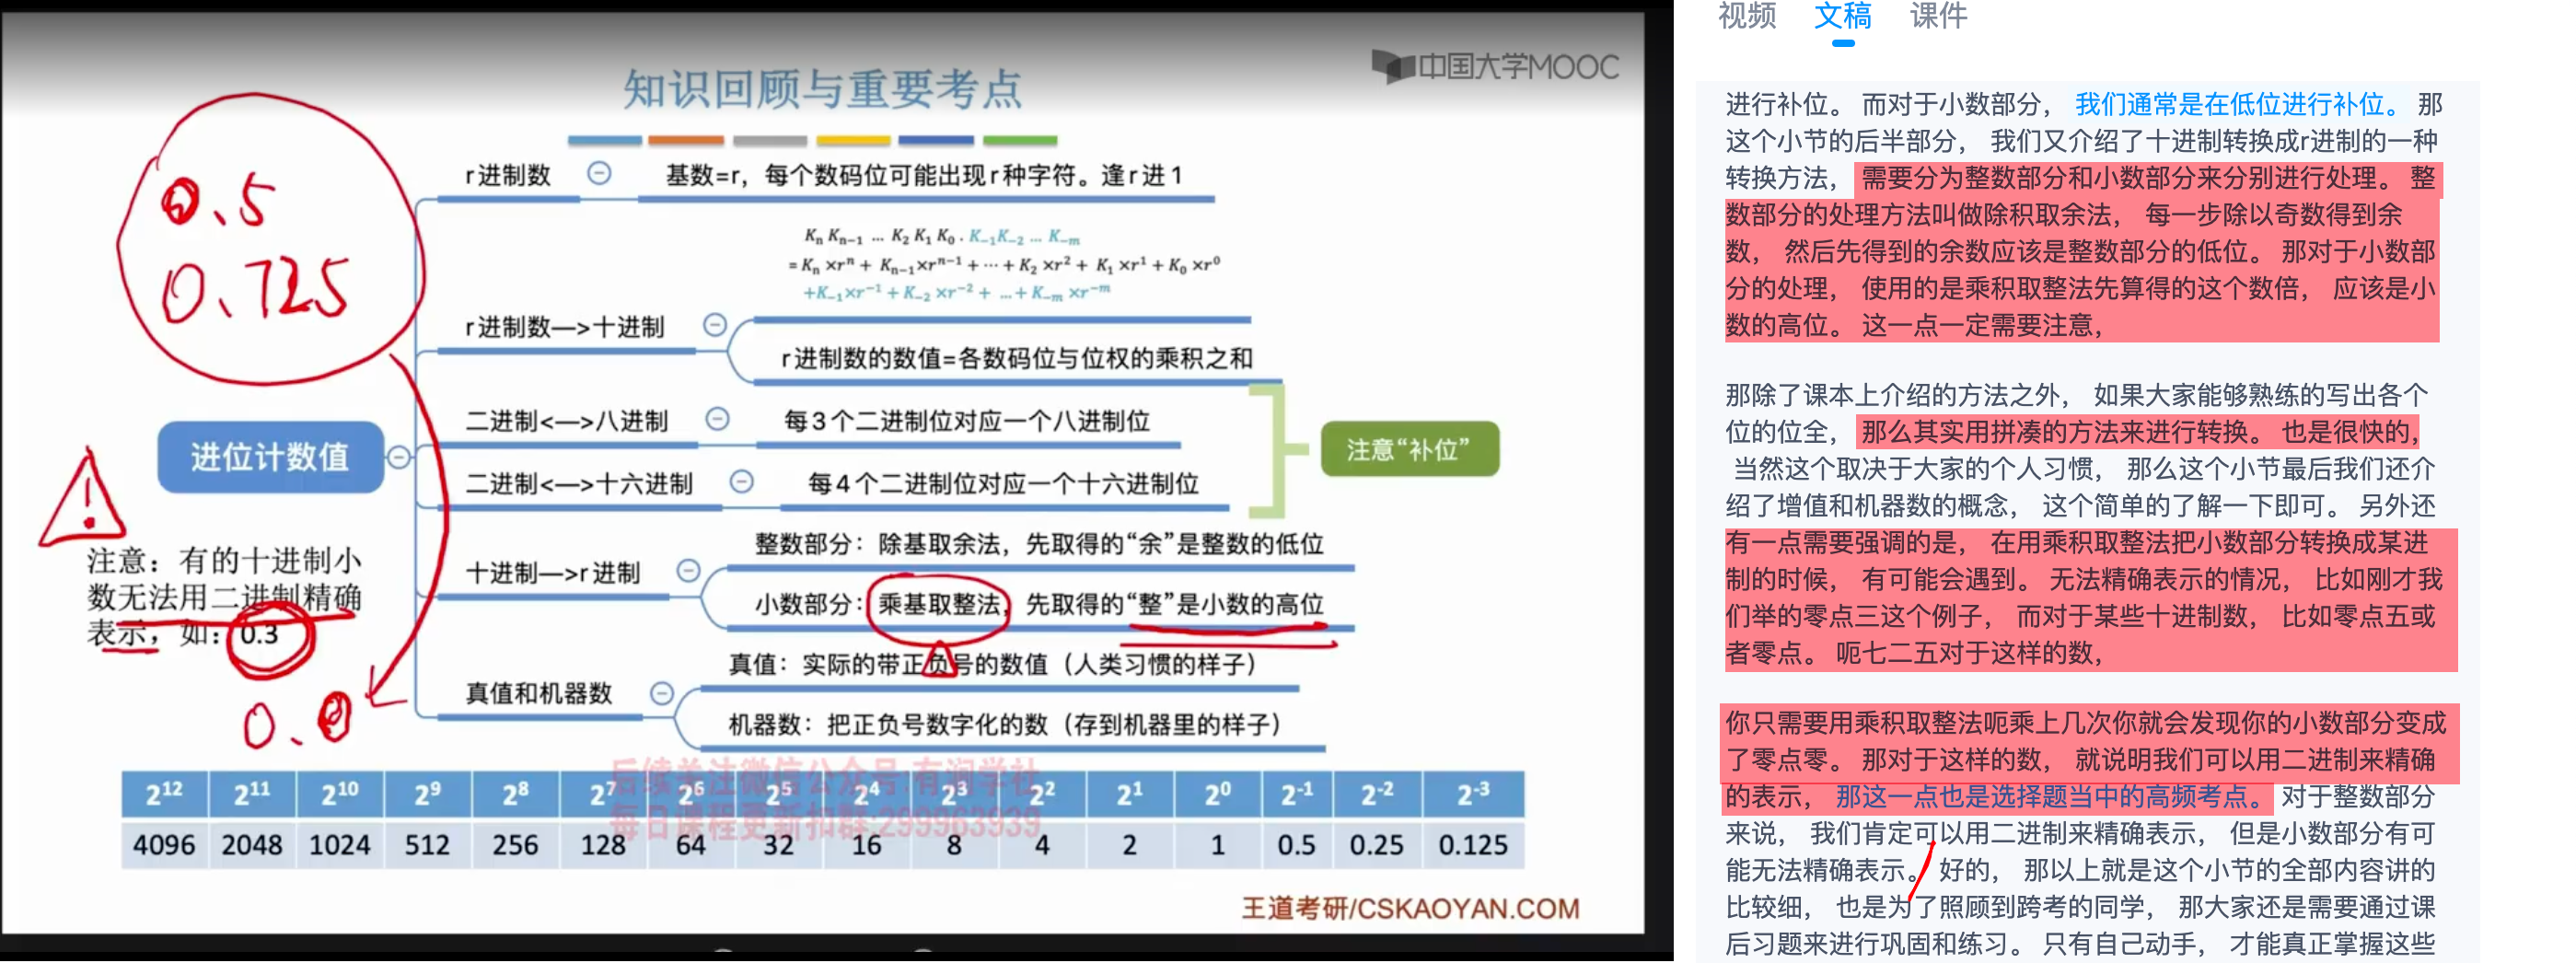 中国大学MOOC
知识回顾与重要考点
0.5
0.725
r进制数
基数=r，每个数码位可能出现r种字符。逢r进1
Kn Kn−1 … K2 K1 K0 . K−1K−2 … K−m
= Kn ×r^n + Kn−1×r^n−1 + ⋯ + K2 ×r^2 + K1 ×r^1 + K0 ×r^0
+K−1×r^−1 + K−2 ×r^−2 + …+ K−m ×r^−m
r进制数—>十进制
r进制数的数值=各数码位与位权的乘积之和
二进制<—>八进制
每3个二进制位对应一个八进制位
进位计数值
注意“补位”
二进制<—>十六进制
每4个二进制位对应一个十六进制位
整数部分：除基取余法，先取得的“余”是整数的低位
十进制—>r进制
小数部分：乘基取整法，先取得的“整”是小数的高位
!
注意：有的十进制小
数无法用二进制精确
表示，如：0.3
真值：实际的带正负号的数值（人类习惯的样子）
真值和机器数
机器数：把正负号数字化的数（存到机器里的样子）
0.0
后续关注微信公众号:有润学社
每日课程更新扣群:299963939
2^12 2^11 2^10 2^9 2^8 2^7 2^6 2^5 2^4 2^3 2^2 2^1 2^0 2^-1 2^-2 2^-3
4096 2048 1024 512 256 128 64 32 16 8 4 2 1 0.5 0.25 0.125
王道考研/CSKAOYAN.COM
视频 文稿 课件
进行补位。 而对于小数部分， 我们通常是在低位进行补位。 那
这个小节的后半部分， 我们又介绍了十进制转换成r进制的一种
转换方法， 需要分为整数部分和小数部分来分别进行处理。 整
数部分的处理方法叫做除积取余法， 每一步除以奇数得到余
数， 然后先得到的余数应该是整数部分的低位。 那对于小数部
分的处理， 使用的是乘积取整法先算得的这个数倍， 应该是小
数的高位。 这一点一定需要注意，
那除了课本上介绍的方法之外， 如果大家能够熟练的写出各个
位的位全， 那么其实用拼凑的方法来进行转换。 也是很快的，
当然这个取决于大家的个人习惯， 那么这个小节最后我们还介
绍了增值和机器数的概念， 这个简单的了解一下即可。 另外还
有一点需要强调的是， 在用乘积取整法把小数部分转换成某进
制的时候， 有可能会遇到。 无法精确表示的情况， 比如刚才我
们举的零点三这个例子， 而对于某些十进制数， 比如零点五或
者零点。 呃七二五对于这样的数，
你只需要用乘积取整法呃乘上几次你就会发现你的小数部分变成
了零点零。 那对于这样的数， 就说明我们可以用二进制来精确
的表示， 那这一点也是选择题当中的高频考点。 对于整数部分
来说， 我们肯定可以用二进制来精确表示， 但是小数部分有可
能无法精确表示。 好的， 那以上就是这个小节的全部内容讲的
比较细， 也是为了照顾到跨考的同学， 那大家还是需要通过课
后习题来进行巩固和练习。 只有自己动手， 才能真正掌握这些